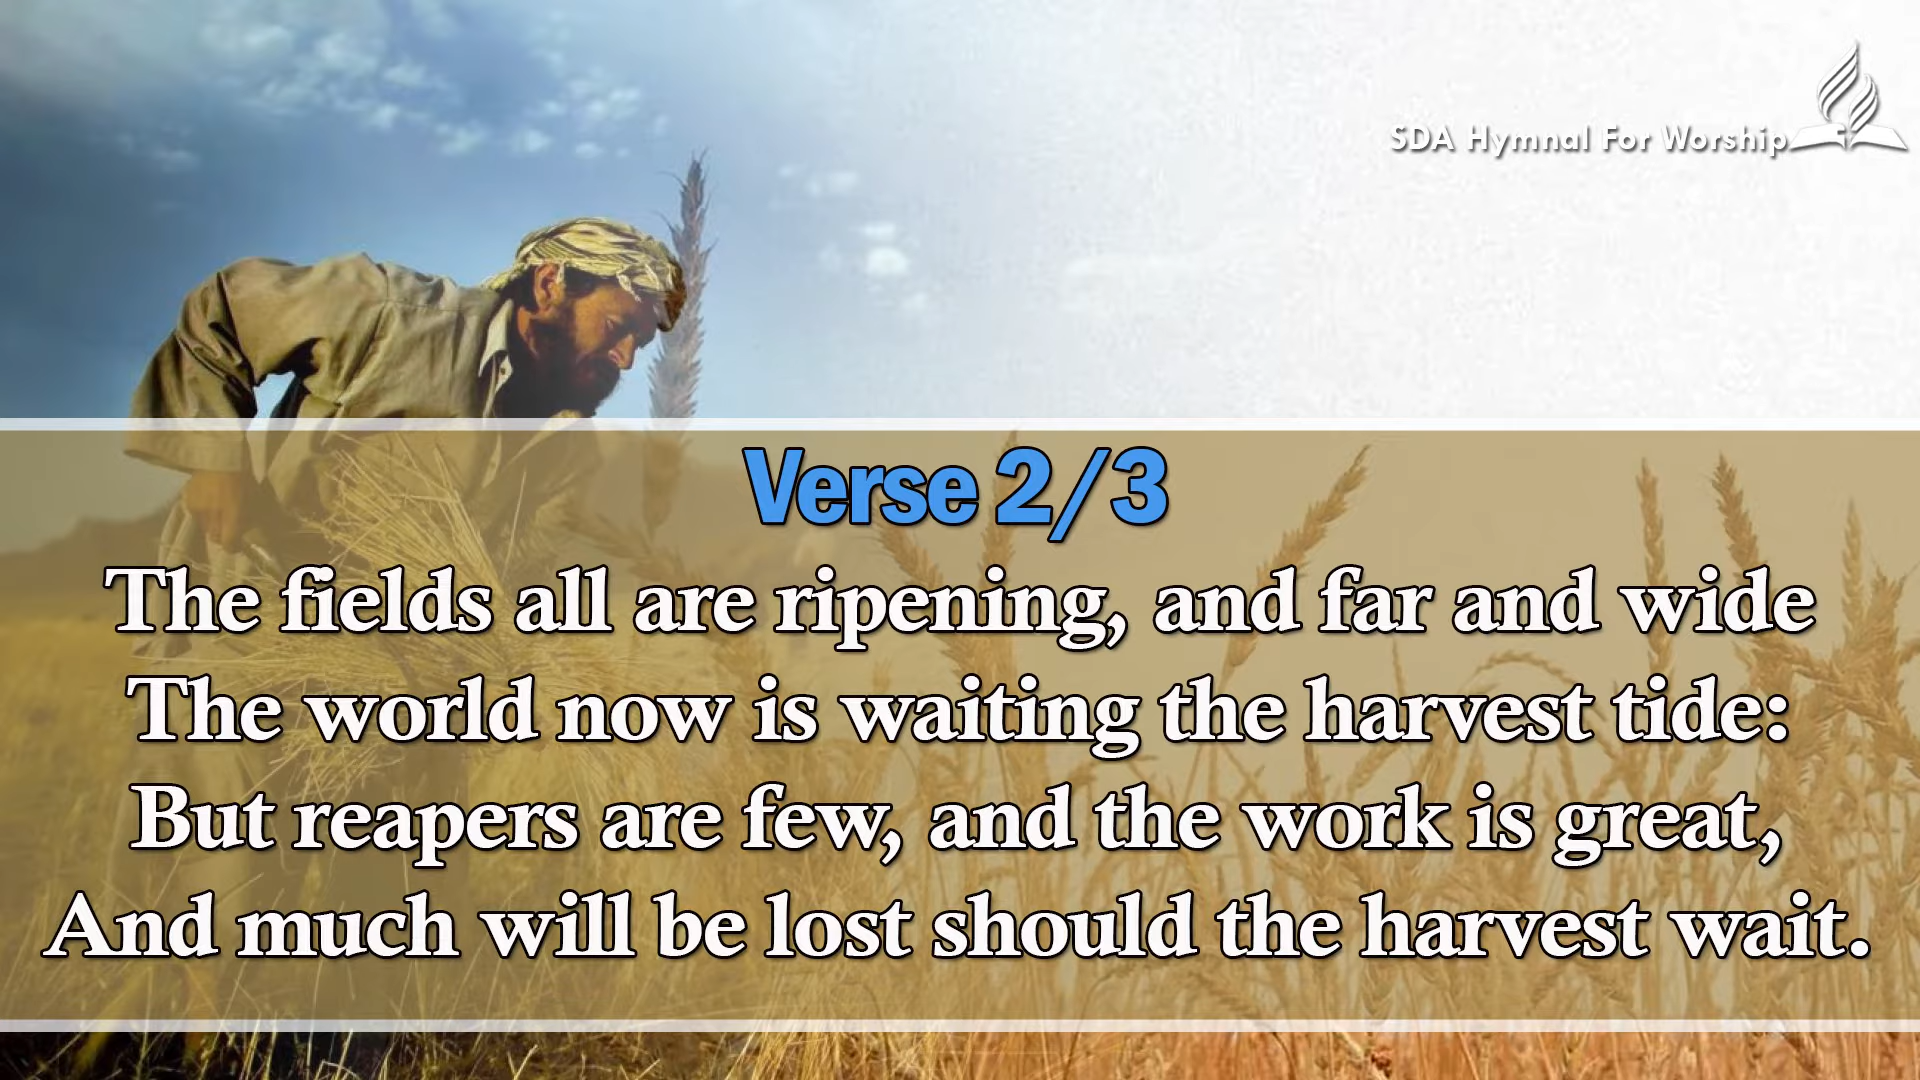 SDA Hymnal For Worship
Verse 2/3
The fields all are ripening, and far and wide
The world now is waiting the harvest tide:
But reapers are few, and the work is great,
And much will be lost should the harvest wait.